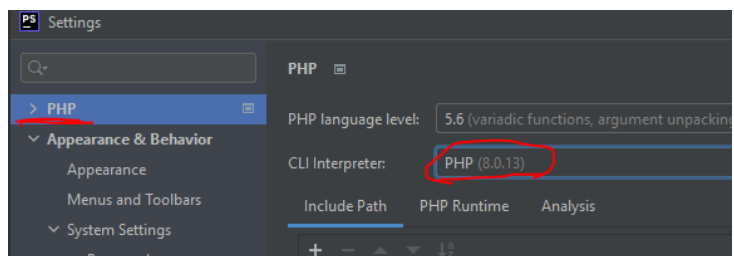 PS Settings
PHP
PHP
PHP language level: 5.6 (variadic functions, argument unpacking
Appearance & Behavior
CLI Interpreter: PHP (8.0.13)
Appearance
Menus and Toolbars
Include Path PHP Runtime Analysis
System Settings